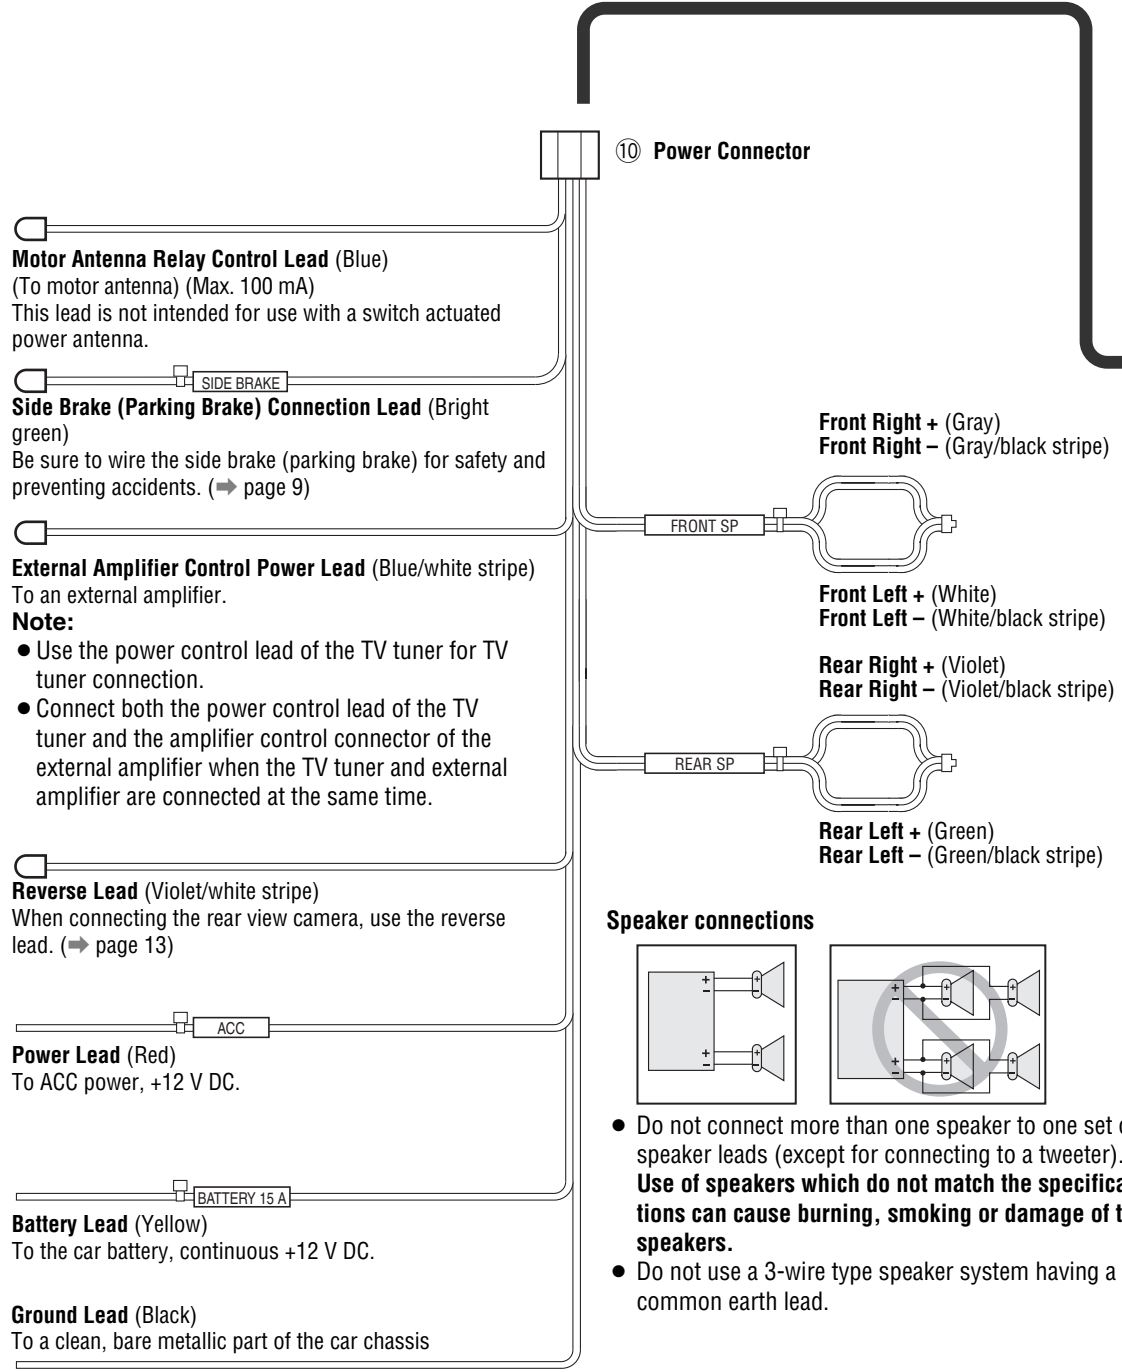 ⑩ Power Connector
Motor Antenna Relay Control Lead (Blue)
(To motor antenna) (Max. 100 mA)
This lead is not intended for use with a switch actuated
power antenna.
SIDE BRAKE
Side Brake (Parking Brake) Connection Lead (Bright
green)
Be sure to wire the side brake (parking brake) for safety and
preventing accidents. (➡ page 9)
External Amplifier Control Power Lead (Blue/white stripe)
To an external amplifier.
Note:
● Use the power control lead of the TV tuner for TV
tuner connection.
● Connect both the power control lead of the TV
tuner and the amplifier control connector of the
external amplifier when the TV tuner and external
amplifier are connected at the same time.
Reverse Lead (Violet/white stripe)
When connecting the rear view camera, use the reverse
lead. (➡ page 13)
ACC
Power Lead (Red)
To ACC power, +12 V DC.
BATTERY 15 A
Battery Lead (Yellow)
To the car battery, continuous +12 V DC.
Ground Lead (Black)
To a clean, bare metallic part of the car chassis
Front Right + (Gray)
Front Right – (Gray/black stripe)
FRONT SP
Front Left + (White)
Front Left – (White/black stripe)
Rear Right + (Violet)
Rear Right – (Violet/black stripe)
REAR SP
Rear Left + (Green)
Rear Left – (Green/black stripe)
Speaker connections
+ +
– –
+ +
– –
+ + +
– – –
+ + +
– – –
● Do not connect more than one speaker to one set
speaker leads (except for connecting to a tweeter).
Use of speakers which do not match the specifica
tions can cause burning, smoking or damage of
speakers.
● Do not use a 3-wire type speaker system having a
common earth lead.